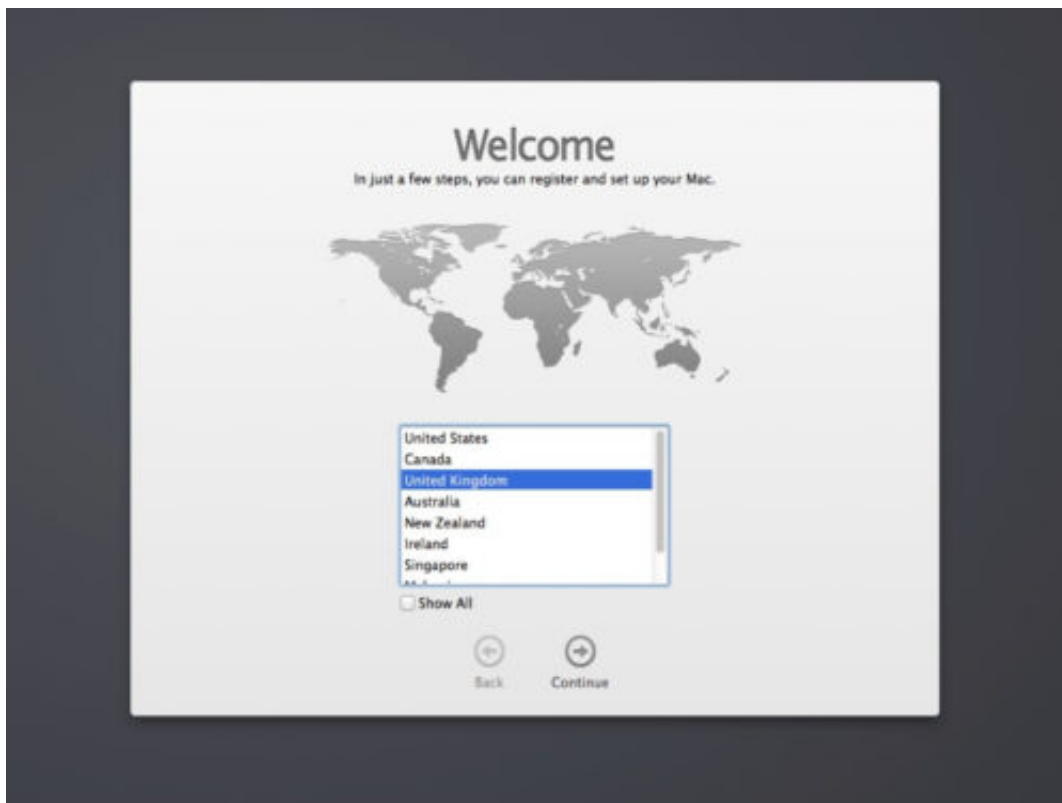 Welcome
In just a few steps, you can register and set up your Mac.
United States
Canada
United Kingdom
Australia
New Zealand
Ireland
Singapore
Show All
Back
Continue